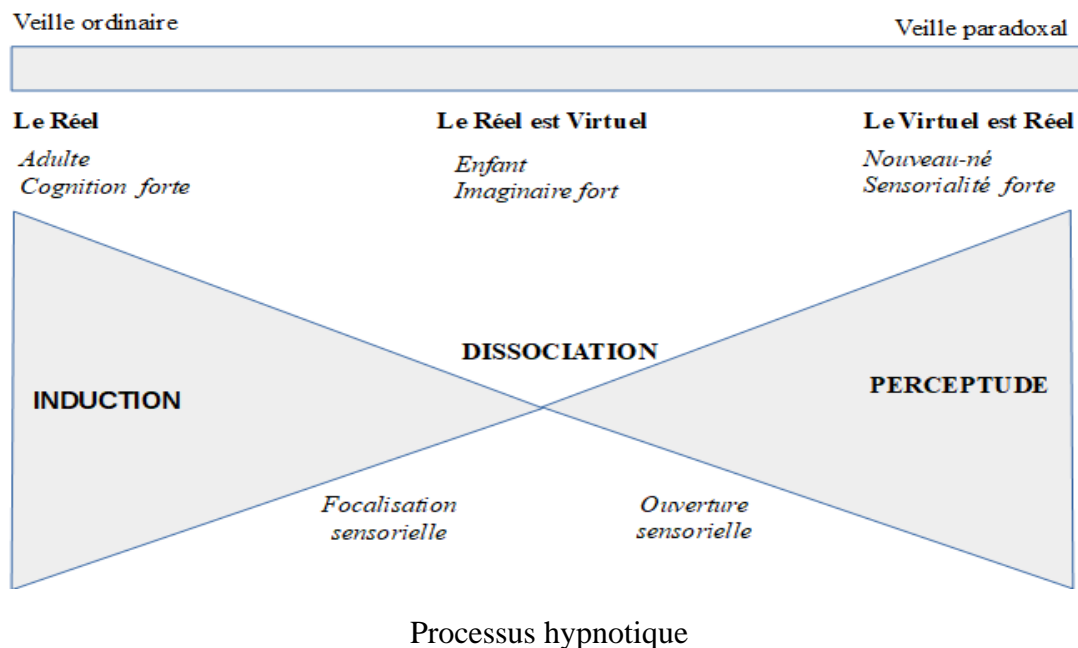 Veille ordinaire
Veille paradoxal
Le Réel
Le Réel est Virtuel
Le Virtuel est Réel
Adulte
Cognition forte
Enfant
Imaginaire fort
Nouveau-né
Sensorialité forte
DISSOCIATION
INDUCTION
PERCEPTUDE
Focalisation
sensorielle
Ouverture
sensorielle
Processus hypnotique